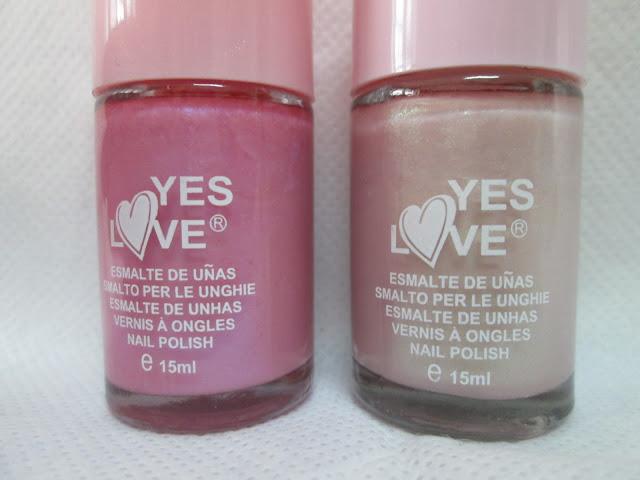 YES
LOVE®
ESMALTE DE UÑAS
SMALTO PER LE UNGHIE
ESMALTE DE UNHAS
VERNIS À ONGLES
NAIL POLISH
e 15ml
YES
LOVE®
ESMALTE DE UÑAS
SMALTO PER LE UNGHIE
ESMALTE DE UNHAS
VERNIS À ONGLES
NAIL POLISH
e 15ml